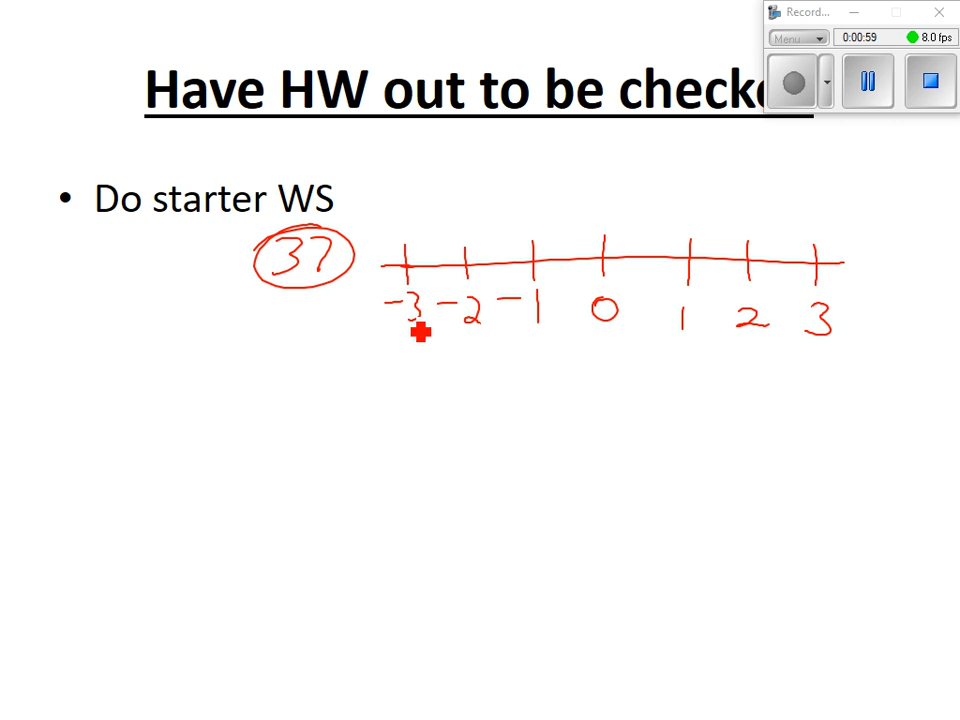 Record...
Menu 0:00:59 8.0 fps
Have HW out to be checke
• Do starter WS
37
-3 -2 -1 0 1 2 3